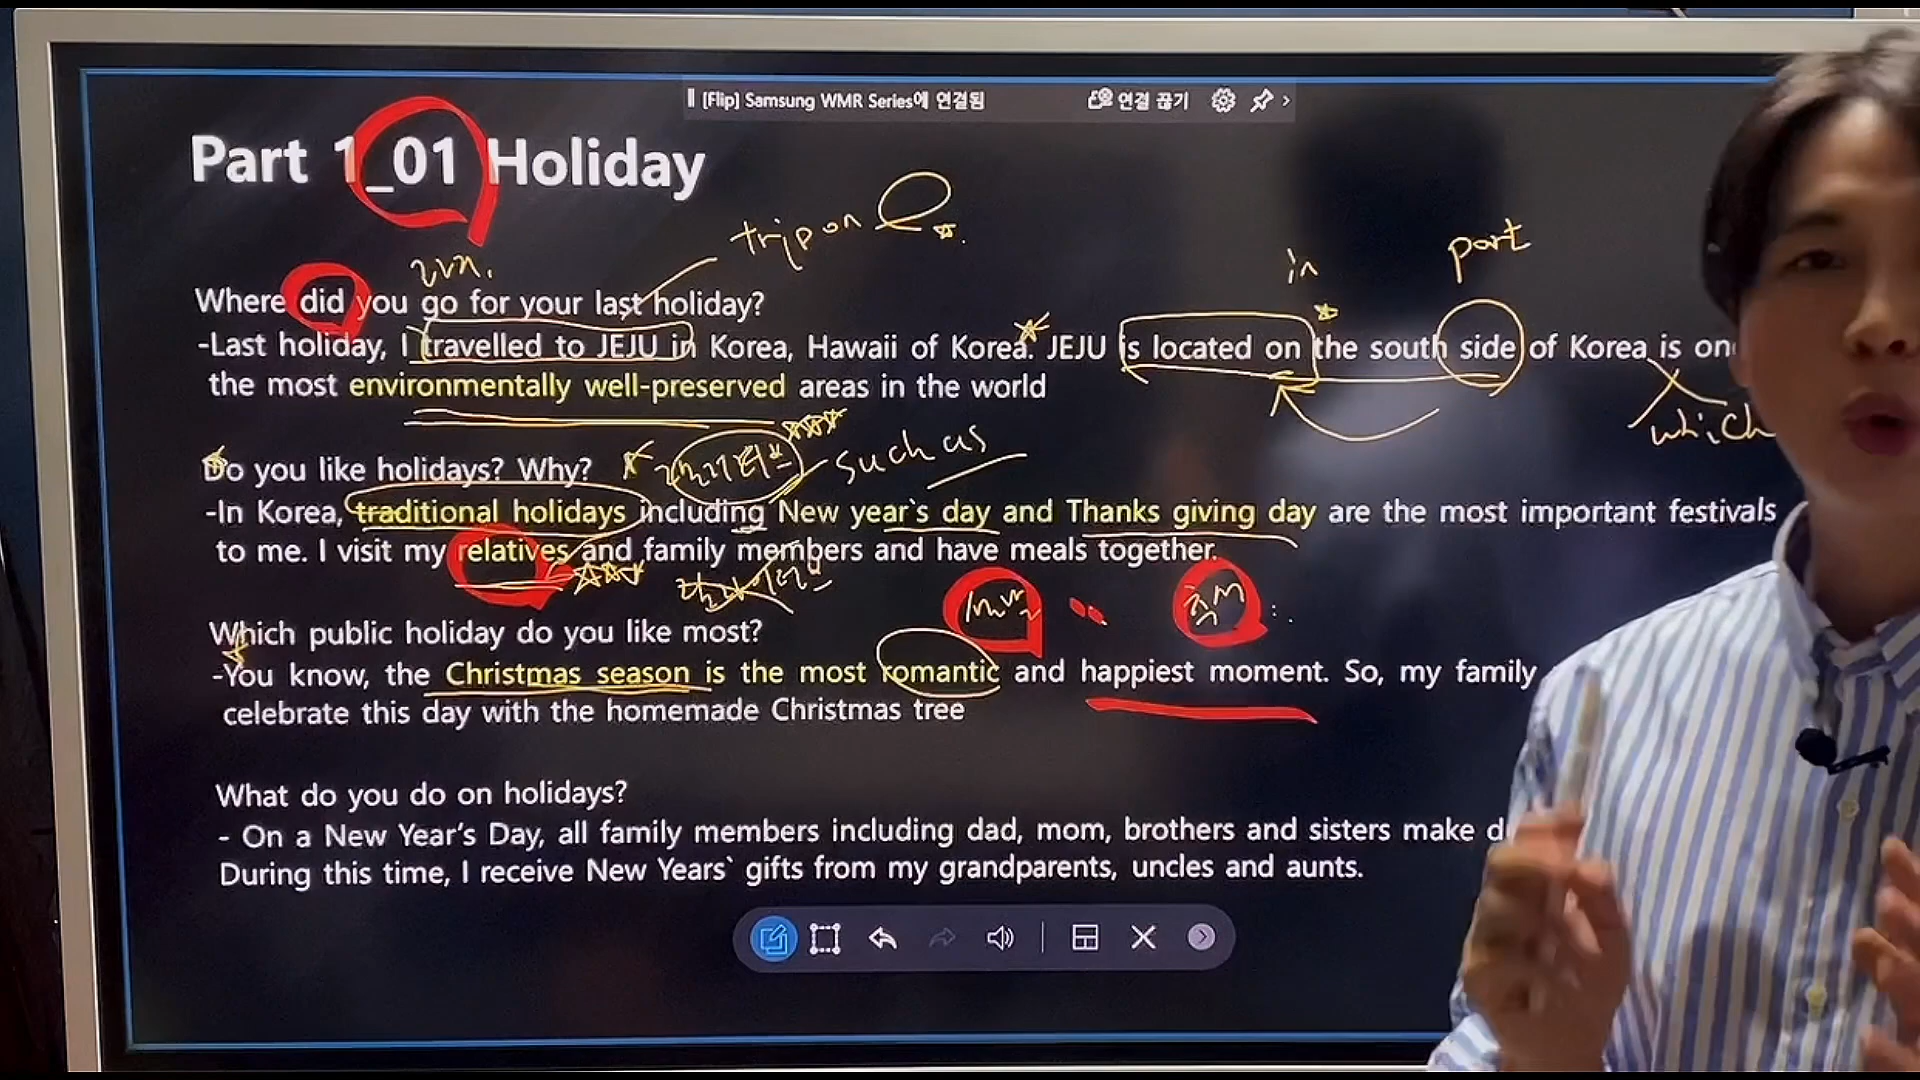 [Flip] Samsung WMR Series에 연결됨 연결 끊기
Part 1_01 Holiday
trip on
in
part
Where did you go for your last holiday?
-Last holiday, I travelled to JEJU in Korea, Hawaii of Korea. JEJU is located on the south side of Korea is on
the most environmentally well-preserved areas in the world
which
such as
Do you like holidays? Why?
-In Korea, traditional holidays including New year`s day and Thanks giving day are the most important festivals
to me. I visit my relatives and family members and have meals together.
Which public holiday do you like most?
-You know, the Christmas season is the most romantic and happiest moment. So, my family
celebrate this day with the homemade Christmas tree
What do you do on holidays?
- On a New Year's Day, all family members including dad, mom, brothers and sisters make
During this time, I receive New Years` gifts from my grandparents, uncles and aunts.